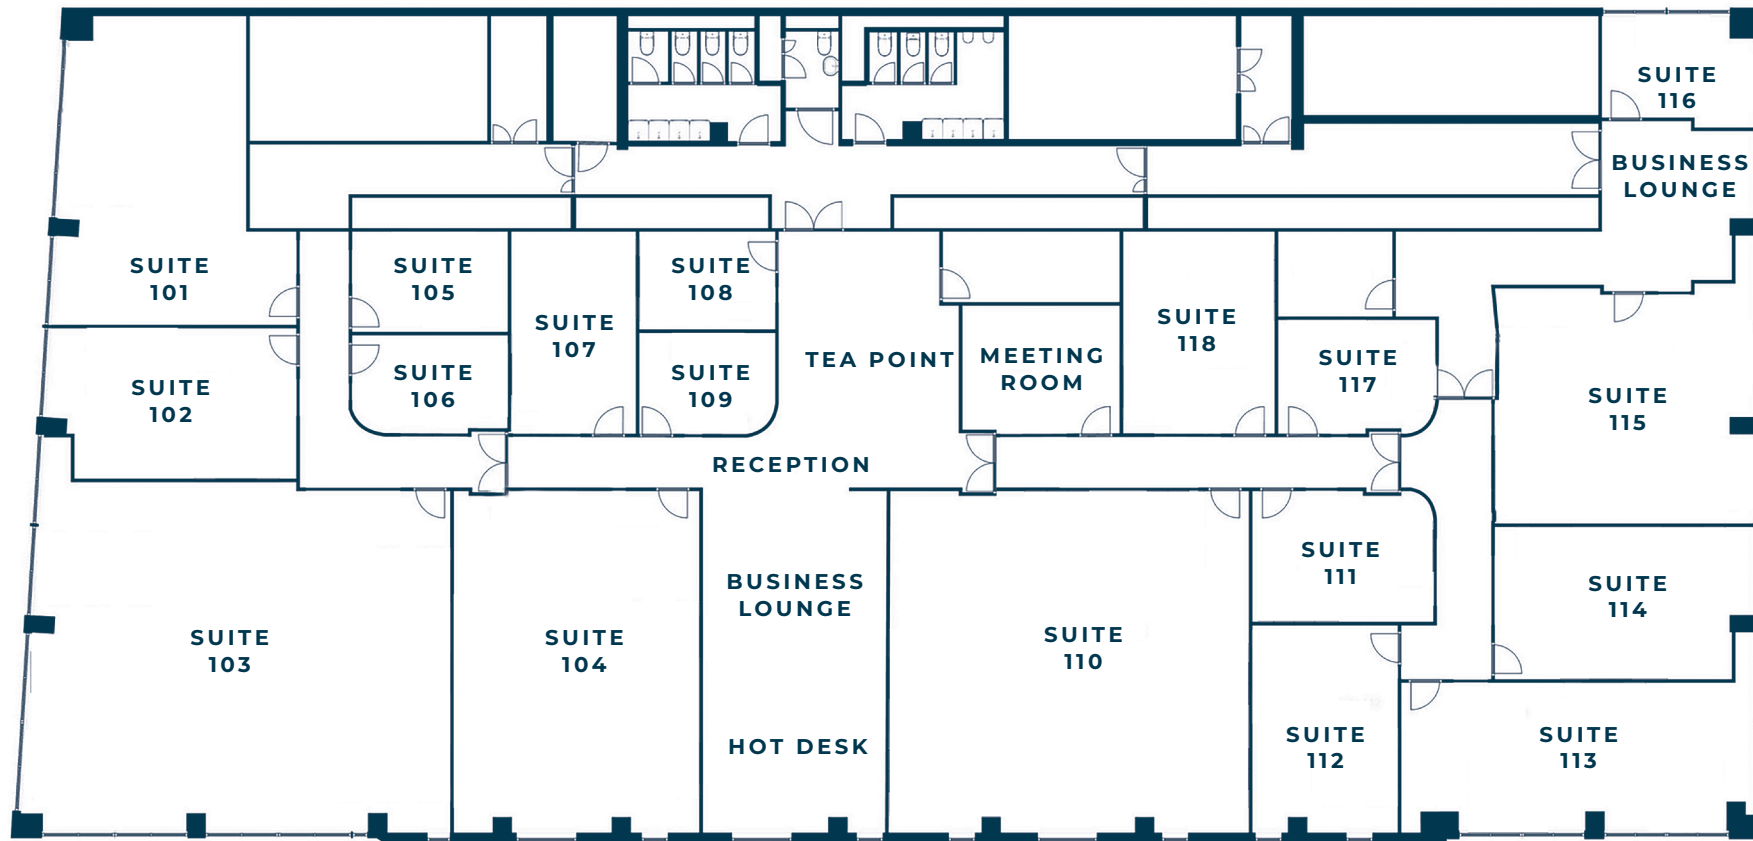 SUITE
116
BUSINESS
LOUNGE
SUITE
101
SUITE
105
SUITE
108
SUITE
107
SUITE
118
TEA POINT
MEETING
ROOM
SUITE
117
SUITE
102
SUITE
106
SUITE
109
SUITE
115
RECEPTION
SUITE
111
BUSINESS
LOUNGE
SUITE
114
SUITE
103
SUITE
104
SUITE
110
HOT DESK
SUITE
112
SUITE
113